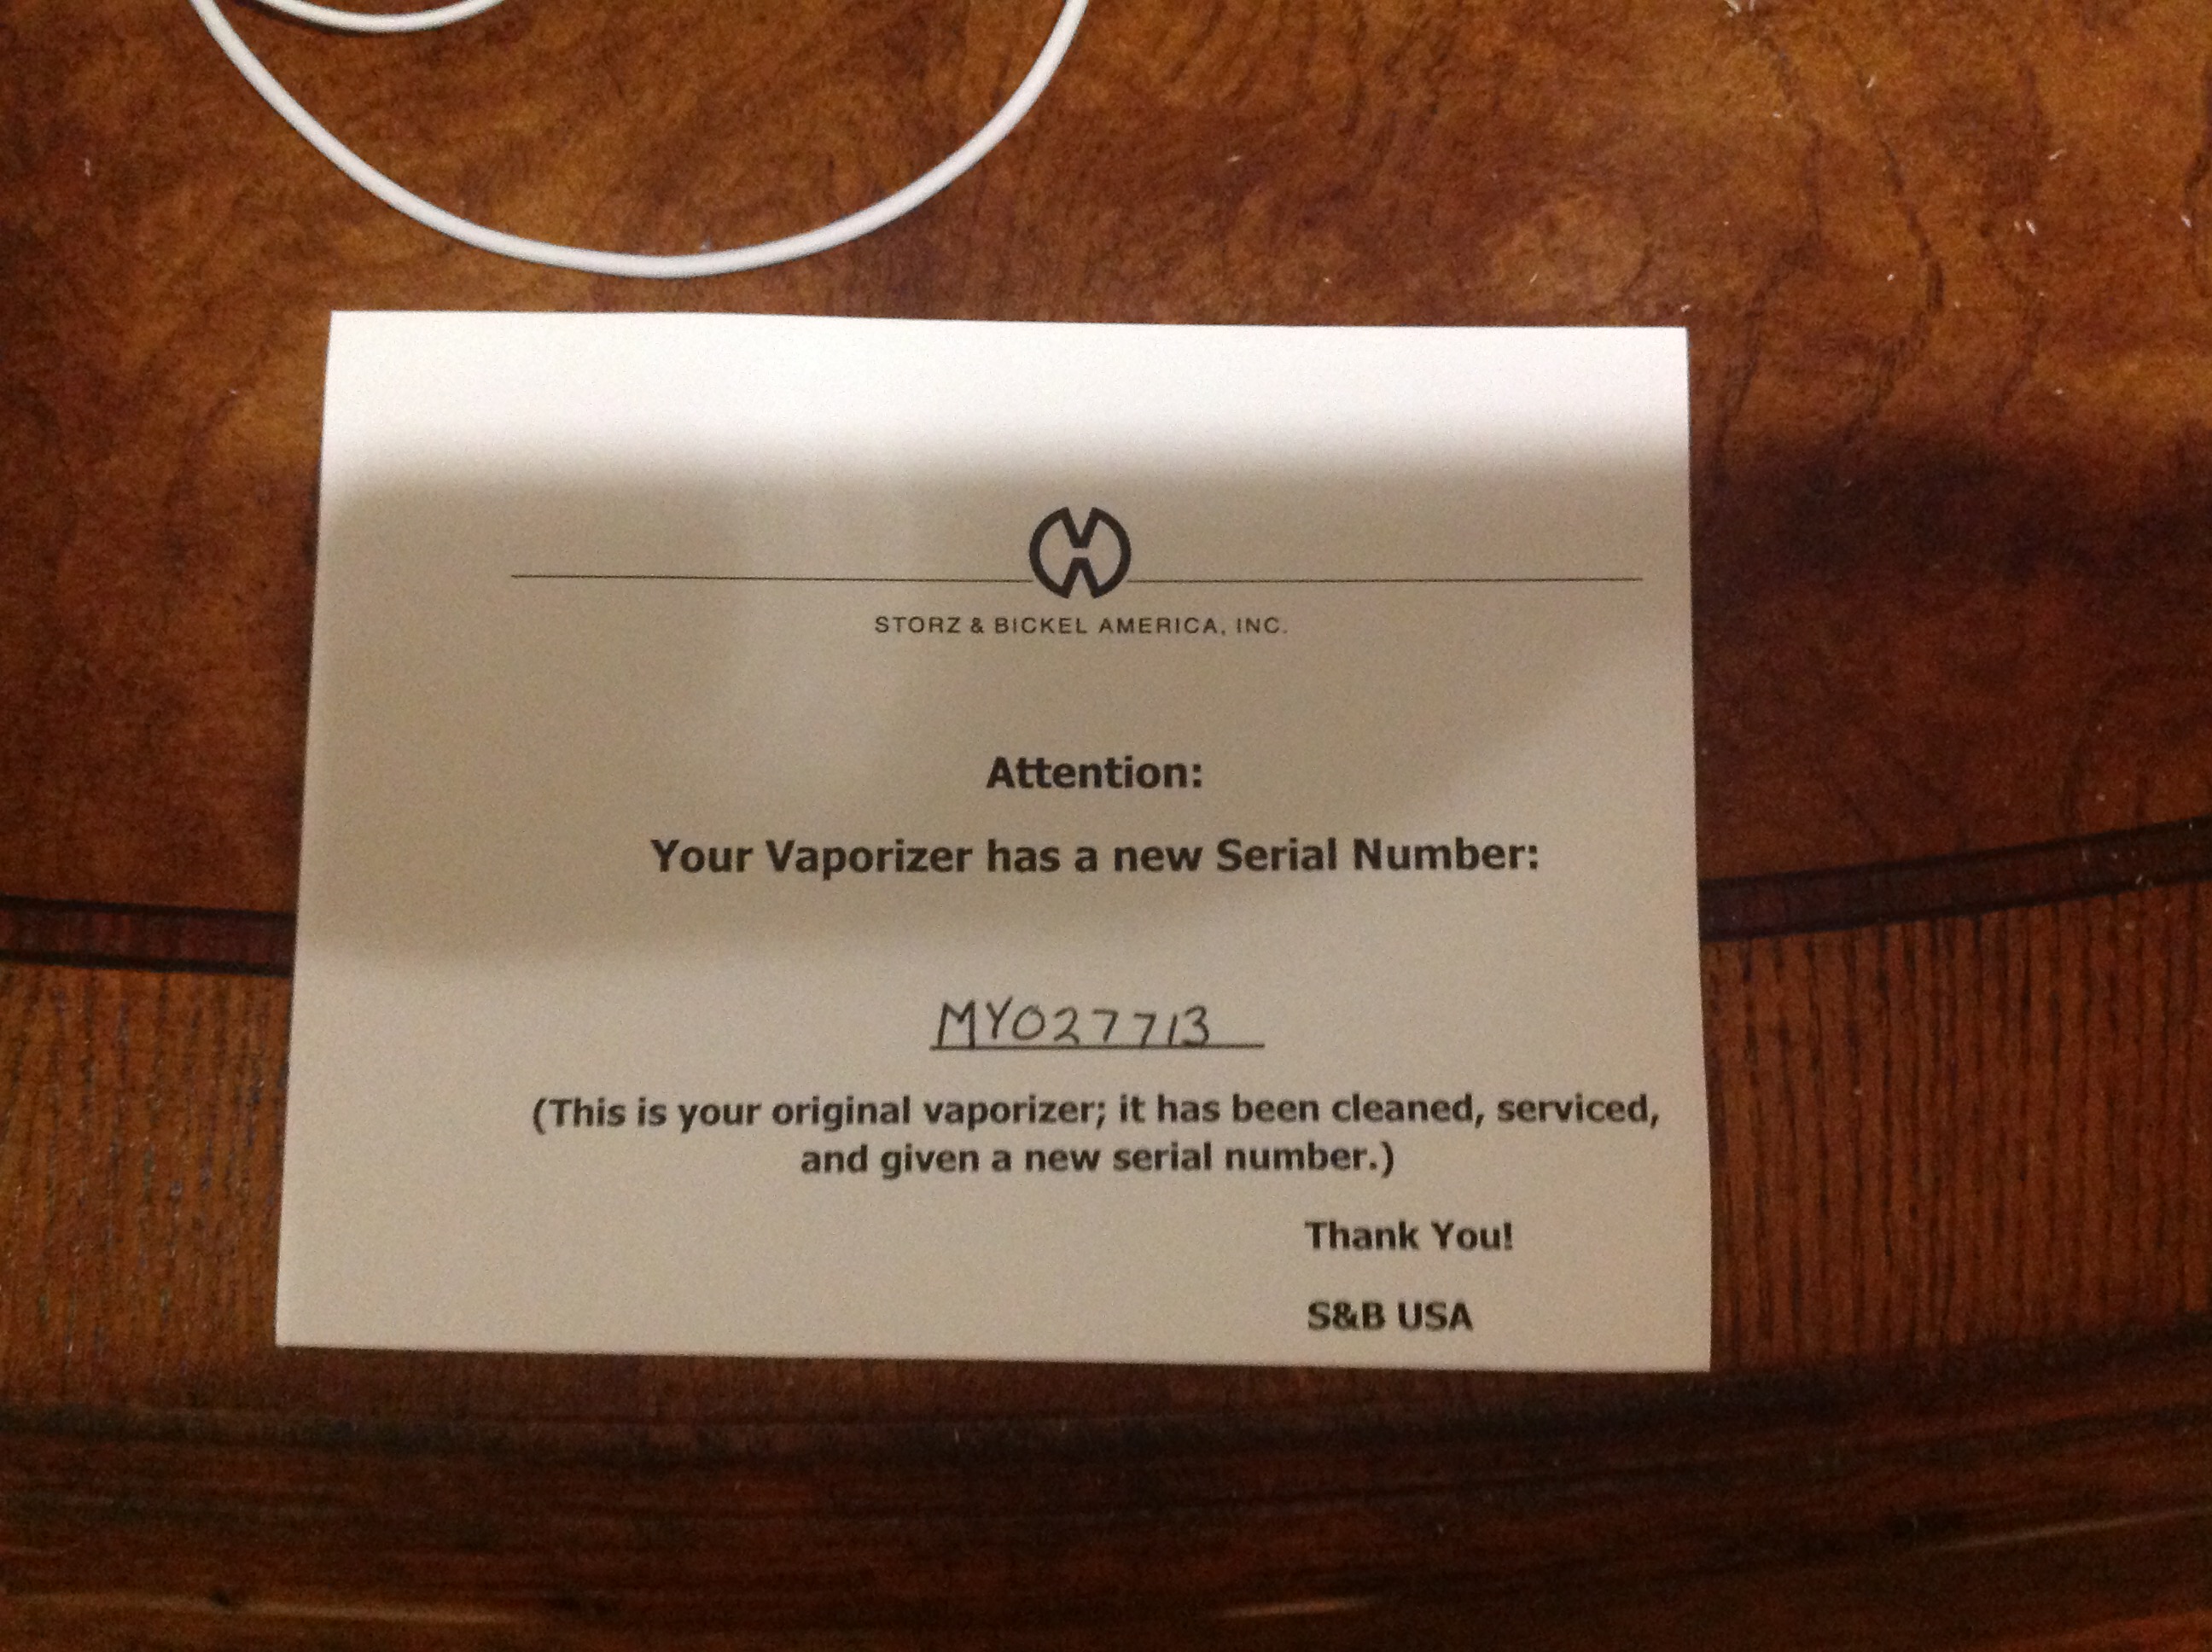 STORZ & BICKEL AMERICA, INC.
Attention:
Your Vaporizer has a new Serial Number:
MY027713
(This is your original vaporizer; it has been cleaned, serviced,
and given a new serial number.)
Thank You!
S&B USA